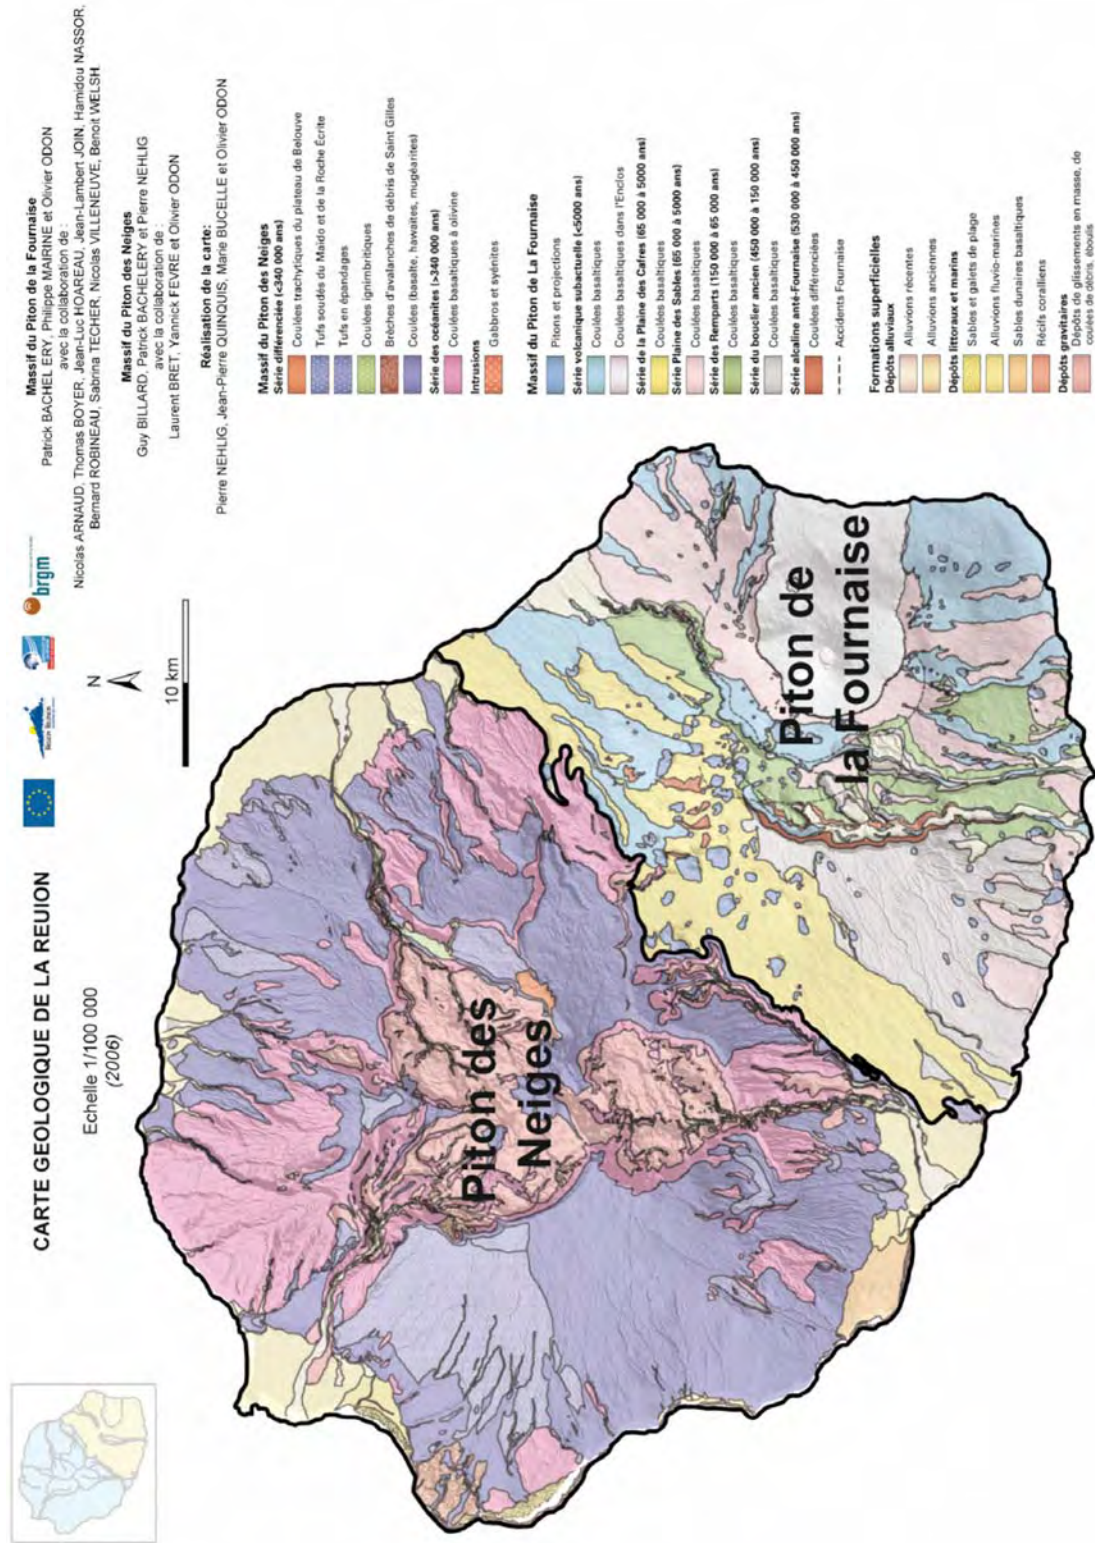 CARTE GEOLOGIQUE DE LA REUION
Echelle 1/100 000
(2006)
brgm
N
10 km
Massif du Piton de la Fournaise
Patrick BACHEL ERY, Philippe MAIRINE et Olivier ODON
avec la collaboration de :
Nicolas ARNAUD, Thomas BOYER, Jean-Luc HOAREAU, Jean-Lambert JOIN, Hamidou NASSOR,
Bernard ROBINEAU, Sabrina TECHER, Nicolas VILLENEUVE, Benoit WELSH.
Massif du Piton des Neiges
Guy BILLARD, Patrick BACHELERY et Pierre NEHLIG
avec la collaboration de :
Laurent BRET, Yannick FEVRE et Olivier ODON
Réalisation de la carte:
Pierre NEHLIG, Jean-Pierre QUINQUIS, Marie BUCELLE et Olivier ODON
Massif du Piton des Neiges
Série différenciée (<340 000 ans)
Coulées trachytiques du plateau de Belouve
Tufs soudés du Maïdo et de la Roche Écrite
Tufs en épandages
Coulées ignimbritiques
Brèches d'avalanches de débris de Saint Gilles
Coulées (basalte, hawaïtes, mugéarites)
Série des océanites (>340 000 ans)
Coulées basaltiques à olivine
Intrusions
Gabbros et syénites
Massif du Piton de La Fournaise
Pitons et projections
Série volcanique subactuelle (<5000 ans)
Coulées basaltiques
Coulées basaltiques dans l'Enclos
Série de la Plaine des Cafres (65 000 à 5000 ans)
Coulées basaltiques
Série Plaine des Sables (65 000 à 5000 ans)
Coulées basaltiques
Série des Remparts (150 000 à 65 000 ans)
Coulées basaltiques
Série du bouclier ancien (450 000 à 150 000 ans)
Coulées basaltiques
Série alcaline anté-Fournaise (530 000 à 450 000 ans)
Coulées différenciées
Accidents Fournaise
Formations superficielles
Dépôts alluviaux
Alluvions récentes
Alluvions anciennes
Dépôts littoraux et marins
Sables et galets de plage
Alluvions fluvio-marines
Sables dunaires basaltiques
Récifs coralliens
Dépôts gravitaires
Dépôts de glissements en masse, de
coulées de débris, éboulis
Piton des
Neiges
Piton de
la Fournaise